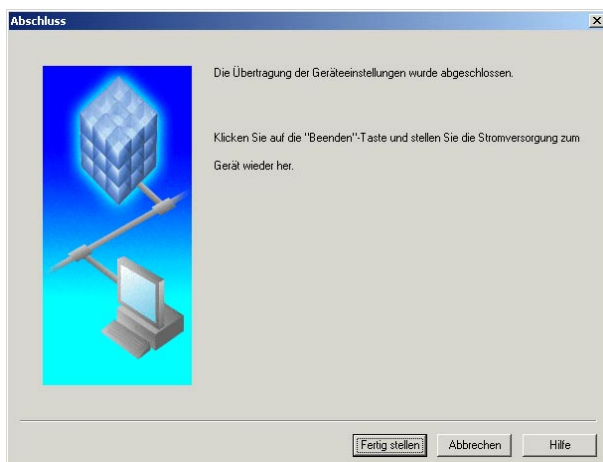 Abschluss
Die Übertragung der Geräteeinstellungen wurde abgeschlossen.
Klicken Sie auf die "Beenden"-Taste und stellen Sie die Stromversorgung zum
Gerät wieder her.
Fertig stellen
Abbrechen
Hilfe